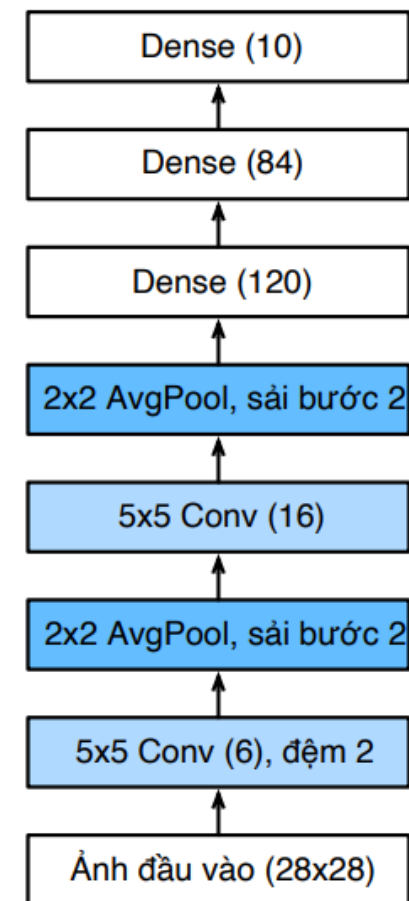 Dense (10)
Dense (84)
Dense (120)
2x2 AvgPool, sải bước 2
5x5 Conv (16)
2x2 AvgPool, sải bước 2
5x5 Conv (6), đệm 2
Ảnh đầu vào (28x28)